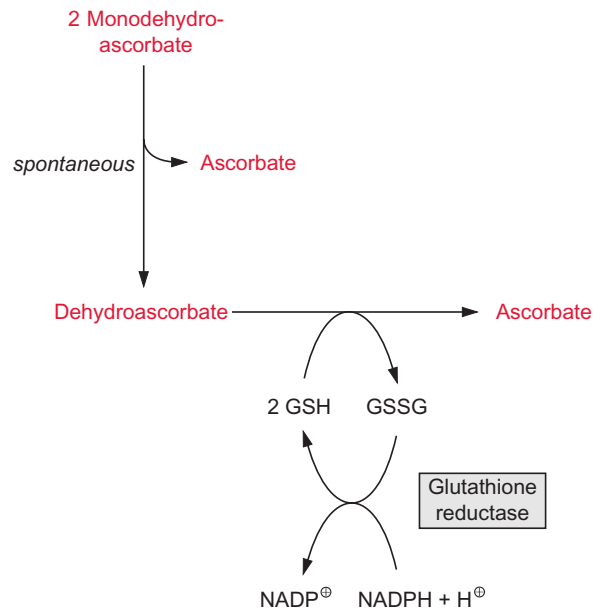 2 Monodehydro-
ascorbate
spontaneous
Ascorbate
Dehydroascorbate
Ascorbate
2 GSH
GSSG
Glutathione
reductase
NADP⊕
NADPH + H⊕